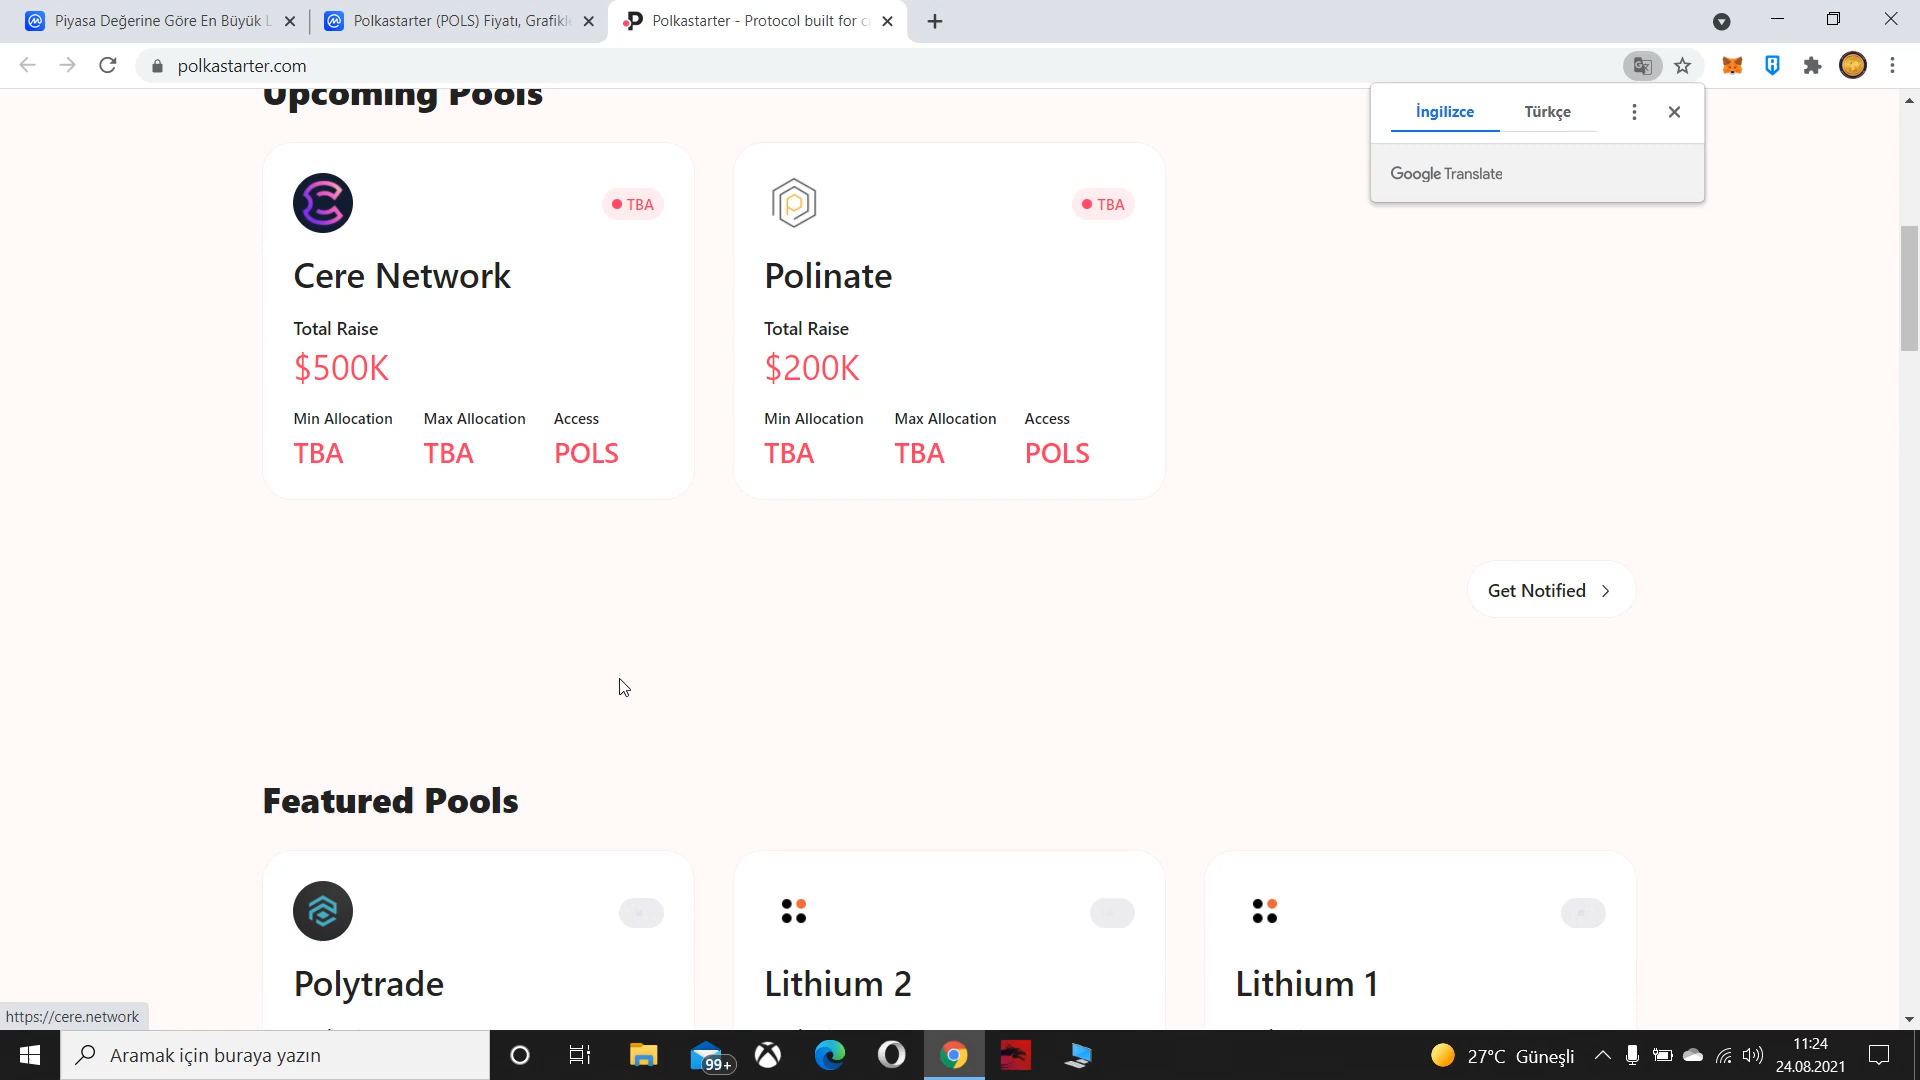 Piyasa Değerine Göre En Büyük
Polkastarter (POLS) Fiyatı, Grafikle
Polkastarter - Protocol built for c
polkastarter.com
Upcoming Pools
İngilizce
Türkçe
Google Translate
TBA
Cere Network
Total Raise
$500K
Min Allocation
Max Allocation
Access
TBA
TBA
POLS
TBA
Polinate
Total Raise
$200K
Min Allocation
Max Allocation
Access
TBA
TBA
POLS
Get Notified
Featured Pools
Polytrade
Lithium 2
Lithium 1
https://cere.network
Aramak için buraya yazın
99+
27°C Güneşli
11:24
24.08.2021